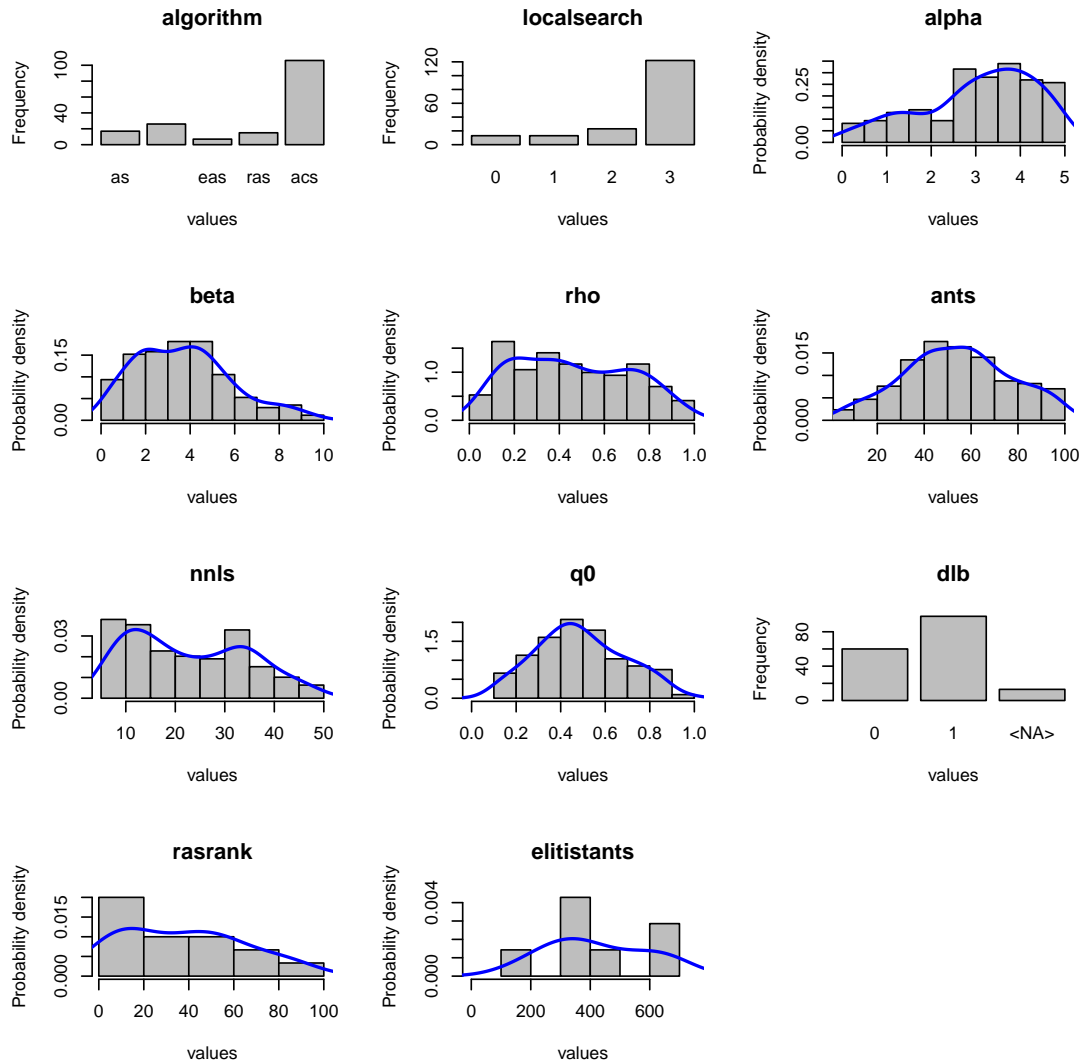 algorithm
Frequency
0 40 100
as eas ras acs
values
localsearch
Frequency
0 60 120
0 1 2 3
values
alpha
Probability density
0.00 0.25
0 1 2 3 4 5
values
beta
Probability density
0.00 0.15
0 2 4 6 8 10
values
rho
Probability density
0.0 1.0
0.0 0.2 0.4 0.6 0.8 1.0
values
ants
Probability density
0.000 0.015
20 40 60 80 100
values
nnls
Probability density
0.00 0.03
10 20 30 40 50
values
q0
Probability density
0.0 1.5
0.0 0.2 0.4 0.6 0.8 1.0
values
dlb
Frequency
0 40 80
0 1 <NA>
values
rasrank
Probability density
0.000 0.015
0 20 40 60 80 100
values
elitistants
Probability density
0.000 0.004
0 200 400 600
values